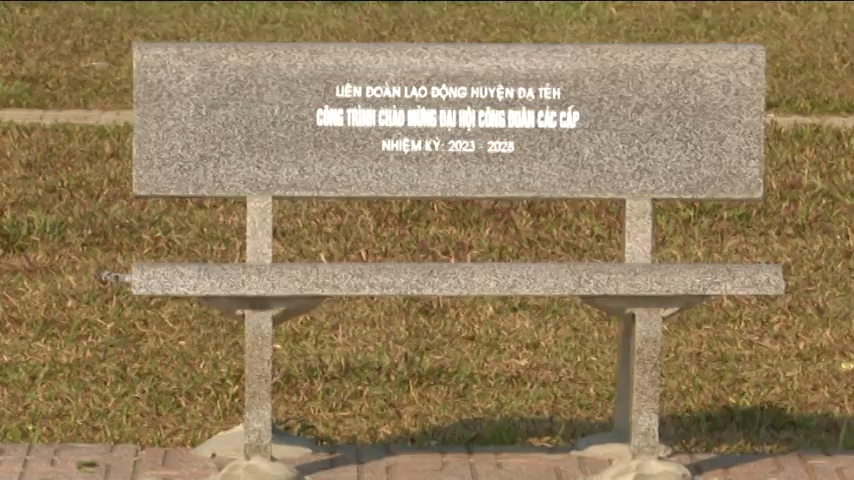 LIÊN ĐOÀN LAO ĐỘNG HUYỆN ĐẠ TẺH
CÔNG TRÌNH CHÀO MỪNG ĐẠI HỘI CÔNG ĐOÀN CÁC CẤP
NHIỆM KỲ: 2023 - 2028